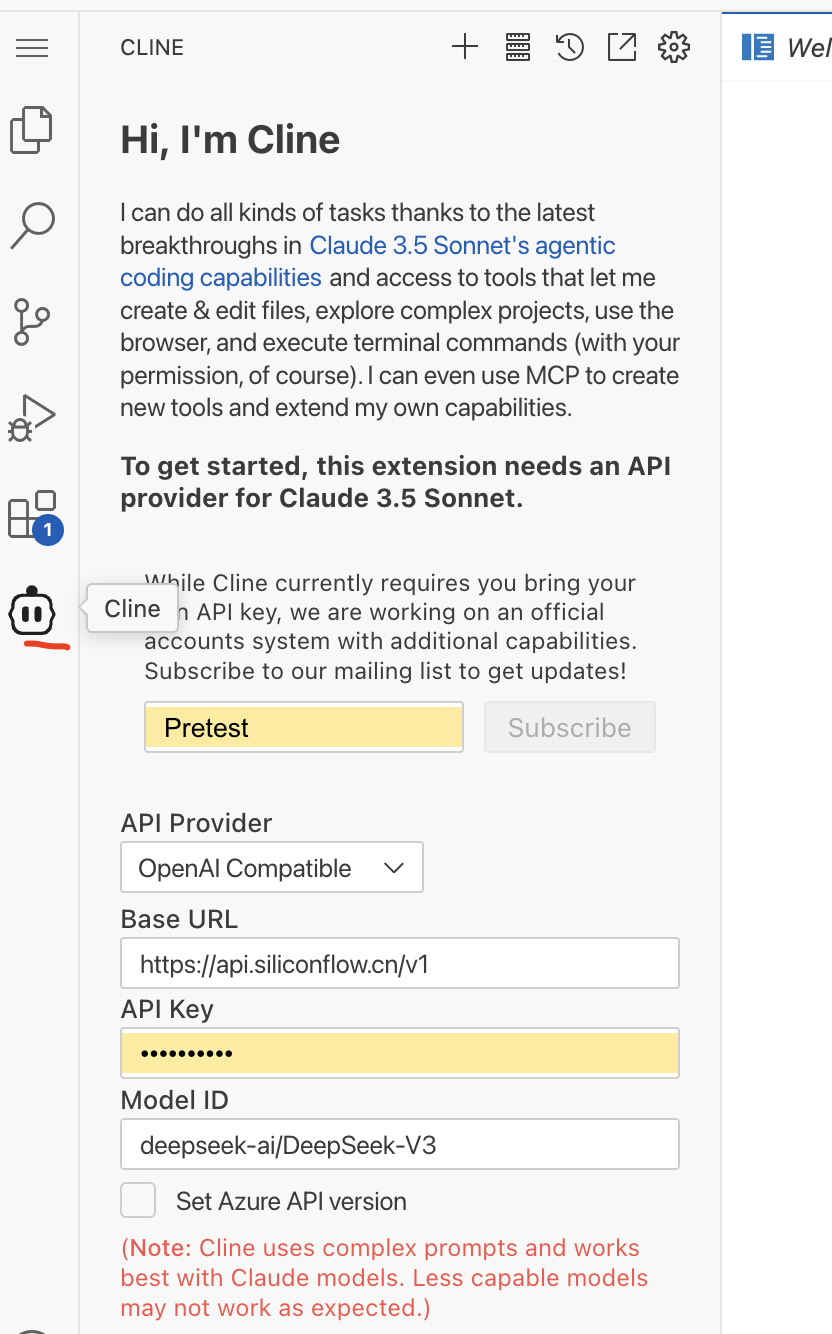 CLINE
Wel
Hi, I'm Cline
I can do all kinds of tasks thanks to the latest
breakthroughs in Claude 3.5 Sonnet's agentic
coding capabilities and access to tools that let me
create & edit files, explore complex projects, use the
browser, and execute terminal commands (with your
permission, of course). I can even use MCP to create
new tools and extend my own capabilities.
To get started, this extension needs an API
provider for Claude 3.5 Sonnet.
1
While Cline currently requires you bring your
Cline
API key, we are working on an official
accounts system with additional capabilities.
Subscribe to our mailing list to get updates!
Pretest
Subscribe
API Provider
OpenAI Compatible
Base URL
https://api.siliconflow.cn/v1
API Key
••••••••••
Model ID
deepseek-ai/DeepSeek-V3
Set Azure API version
(Note: Cline uses complex prompts and works
best with Claude models. Less capable models
may not work as expected.)